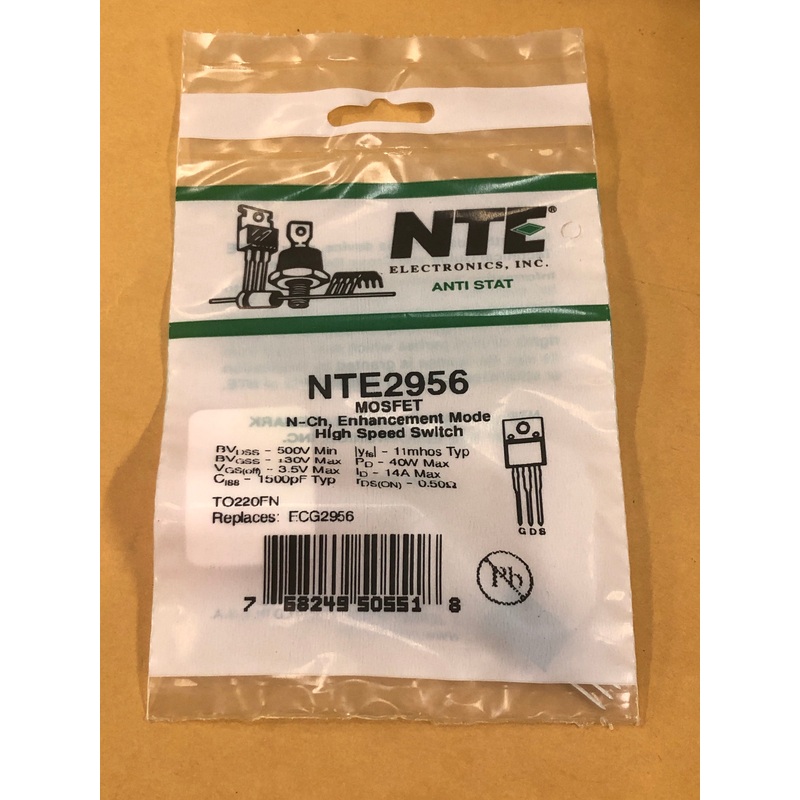 NTE®
ELECTRONICS, INC.
ANTI STAT
NTE2956
MOSFET
N-Ch, Enhancement Mode
High Speed Switch
BVDSS - 500V Min
BVGSS - ±30V Max
VGS(off) - 3.5V Max
CISS - 1500pF Typ
|yfs| - 11mhos Typ
PD - 40W Max
ID - 14A Max
rDS(ON) - 0.50Ω
TO220FN
Replaces: ECG2956
G D S
7 68249 50551 8
Pb